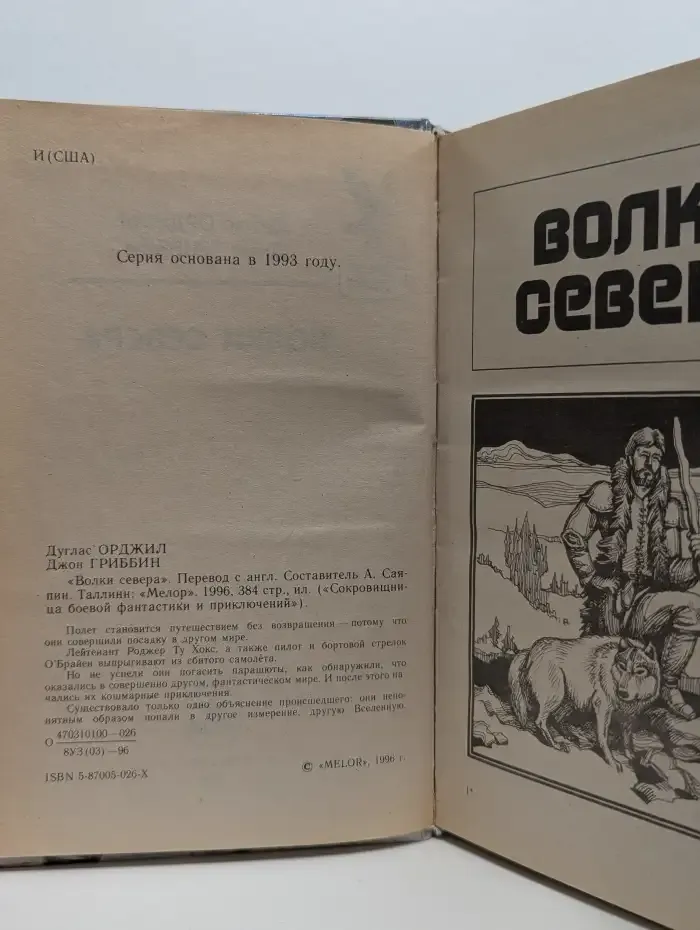 И(США)
Серия основана в 1993 году.
Дуглас ОРДЖИЛ
Джон ГРИББИН
«Волки севера». Перевод с англ. Составитель А. Сая-
пин. Таллинн: «Мелор». 1996, 384 стр., ил. («Сокровищни-
ца боевой фантастики и приключений»).
Полет становится путешествием без возвращения — потому что
они совершили посадку в другом мире.
Лейтенант Роджер Ту Хокс, а также пилот и бортовой стрелок
О'Брайен выпрыгивают из сбитого самолёта.
Но не успели они погасить парашюты, как обнаружили, что
оказались в совершенно другом, фантастическом мире. И после этого на-
чались их кошмарные приключения.
Существовало только одно объяснение происшедшего: они непо-
нятным образом попали в другое измерение, другую Вселенную.
О 470310100—026
8УЗ(03)—96
ISBN 5-87005-026-X
© «MELOR», 1996 г.
ВОЛК
СЕВЕ
1*